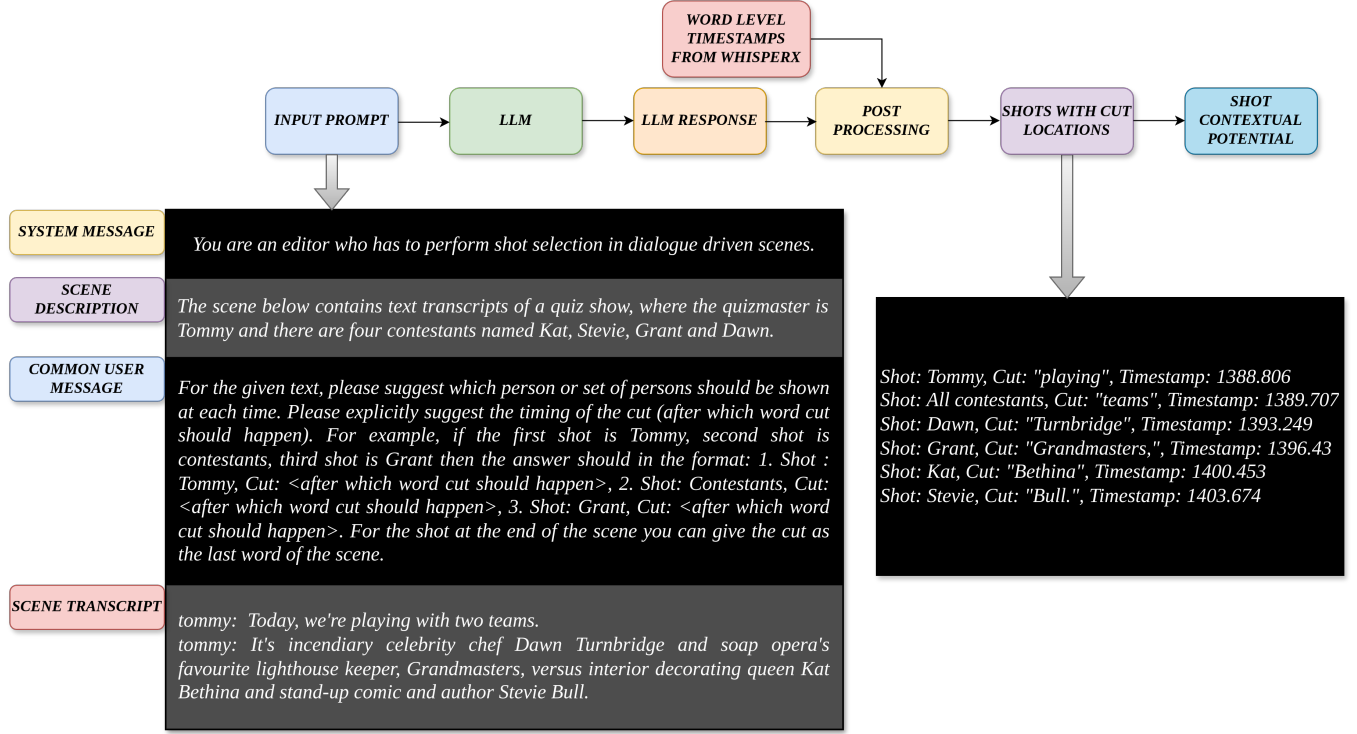 WORD LEVEL
TIMESTAMPS
FROM WHISPERX
INPUT PROMPT
LLM
LLM RESPONSE
POST
PROCESSING
SHOTS WITH CUT
LOCATIONS
SHOT
CONTEXTUAL
POTENTIAL
SYSTEM MESSAGE
You are an editor who has to perform shot selection in dialogue driven scenes.
SCENE
DESCRIPTION
The scene below contains text transcripts of a quiz show, where the quizmaster is
Tommy and there are four contestants named Kat, Stevie, Grant and Dawn.
COMMON USER
MESSAGE
For the given text, please suggest which person or set of persons should be shown
at each time. Please explicitly suggest the timing of the cut (after which word cut
should happen). For example, if the first shot is Tommy, second shot is
contestants, third shot is Grant then the answer should in the format: 1. Shot :
Tommy, Cut: <after which word cut should happen>, 2. Shot: Contestants, Cut:
<after which word cut should happen>, 3. Shot: Grant, Cut: <after which word
cut should happen>. For the shot at the end of the scene you can give the cut as
the last word of the scene.
SCENE TRANSCRIPT
tommy: Today, we're playing with two teams.
tommy: It's incendiary celebrity chef Dawn Turnbridge and soap opera's
favourite lighthouse keeper, Grandmasters, versus interior decorating queen Kat
Bethina and stand-up comic and author Stevie Bull.
Shot: Tommy, Cut: "playing", Timestamp: 1388.806
Shot: All contestants, Cut: "teams", Timestamp: 1389.707
Shot: Dawn, Cut: "Turnbridge", Timestamp: 1393.249
Shot: Grant, Cut: "Grandmasters,", Timestamp: 1396.43
Shot: Kat, Cut: "Bethina", Timestamp: 1400.453
Shot: Stevie, Cut: "Bull.", Timestamp: 1403.674